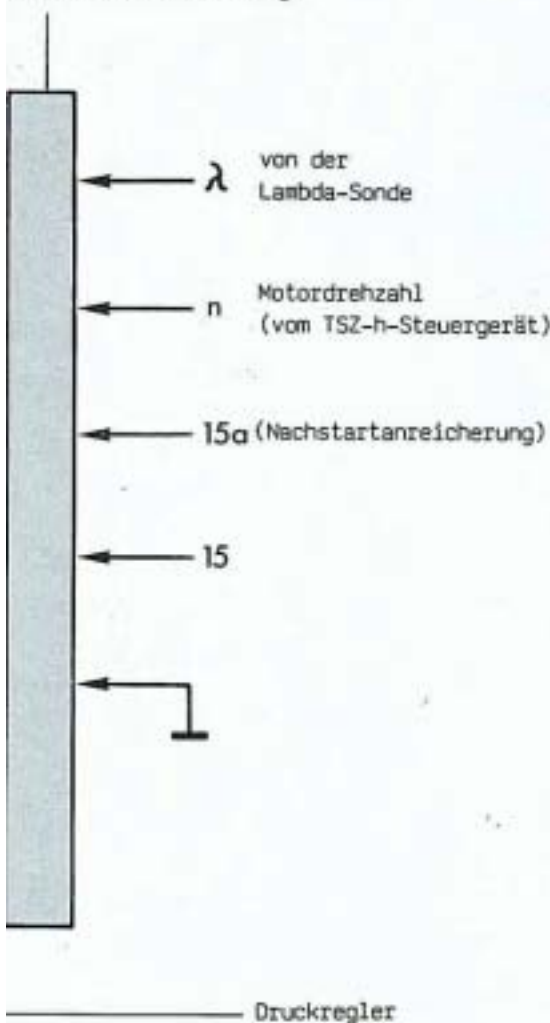 λ von der
Lambda-Sonde
n Motordrehzahl
(vom TSZ-h-Steuergerät)
15a (Nachstartanreicherung)
15
Druckregler